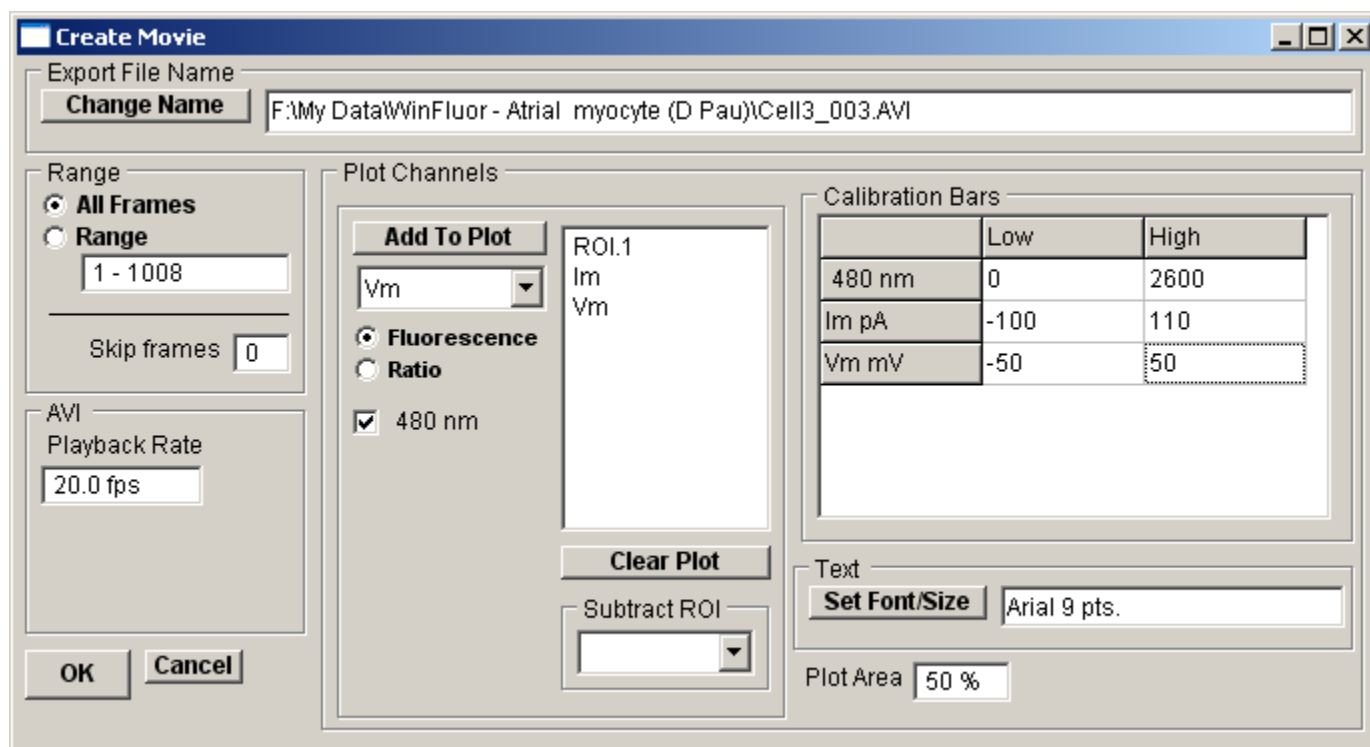 Create Movie
Export File Name
Change Name
F:\My Data\WinFluor - Atrial  myocyte (D Pau)\Cell3_003.AVI
Range
All Frames
Range
1 - 1008
Skip frames 0
AVI
Playback Rate
20.0 fps
OK
Cancel
Plot Channels
Add To Plot
Vm
Fluorescence
Ratio
480 nm
ROI.1
Im
Vm
Clear Plot
Subtract ROI
Calibration Bars
Low High
480 nm 0 2600
Im pA -100 110
Vm mV -50 50
Text
Set Font/Size Arial 9 pts.
Plot Area 50 %